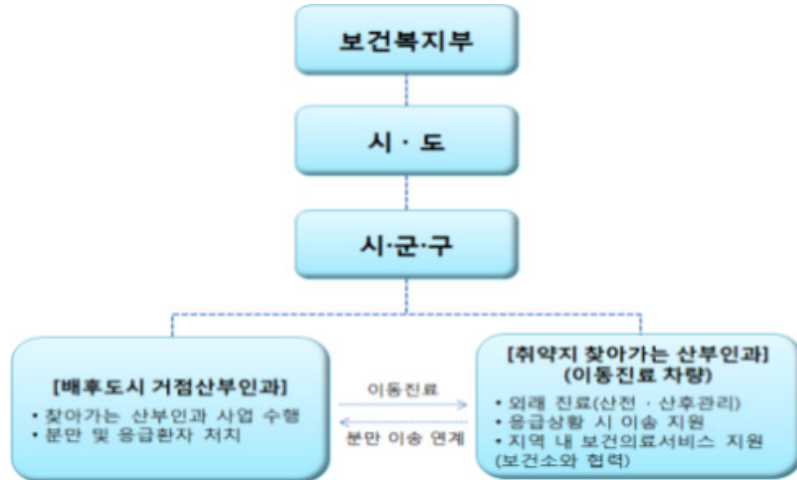 보건복지부
시 · 도
시·군·구
[배후도시 거점산부인과]
• 찾아가는 산부인과 사업 수행
• 분만 및 응급환자 처치
이동진료
분만 이송 연계
[취약지 찾아가는 산부인과]
(이동진료 차량)
• 외래 진료(산전 · 산후관리)
• 응급상황 시 이송 지원
• 지역 내 보건의료서비스 지원
(보건소와 협력)